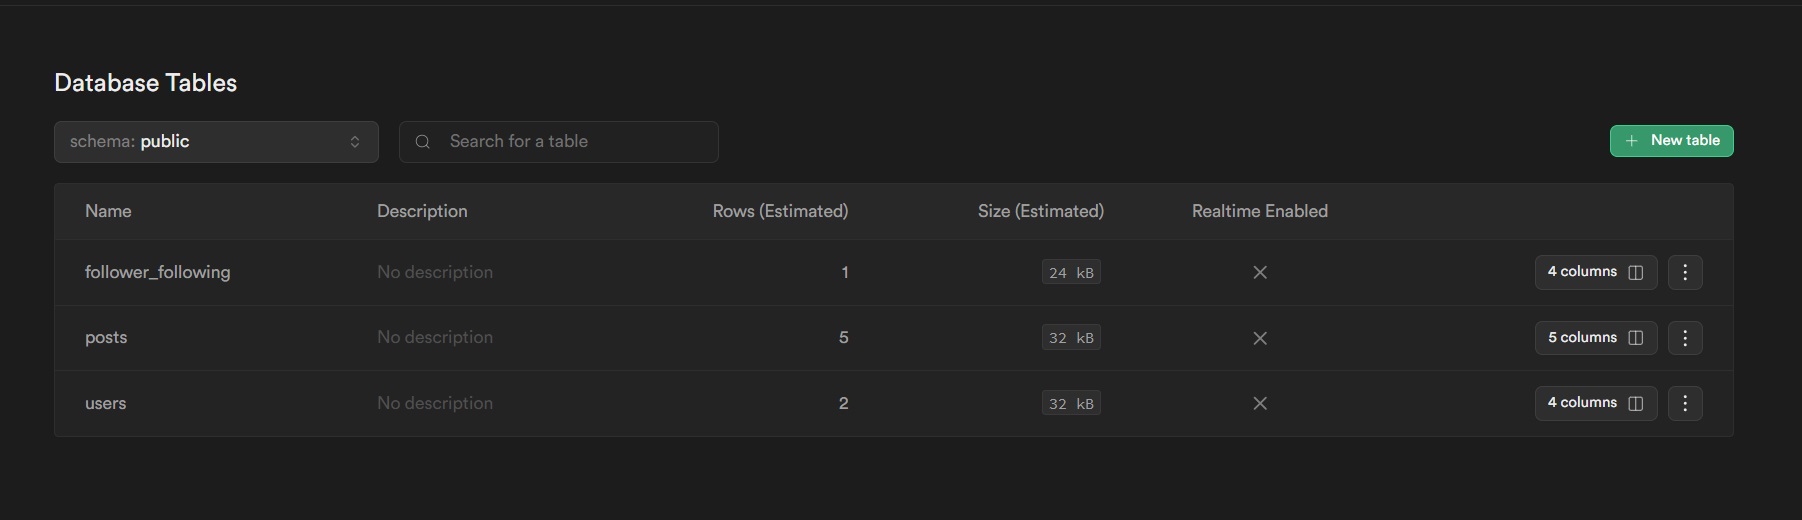 Database Tables
schema: public
Search for a table
New table
Name Description Rows (Estimated) Size (Estimated) Realtime Enabled
follower_following No description 1 24 kB 4 columns
posts No description 5 32 kB 5 columns
users No description 2 32 kB 4 columns